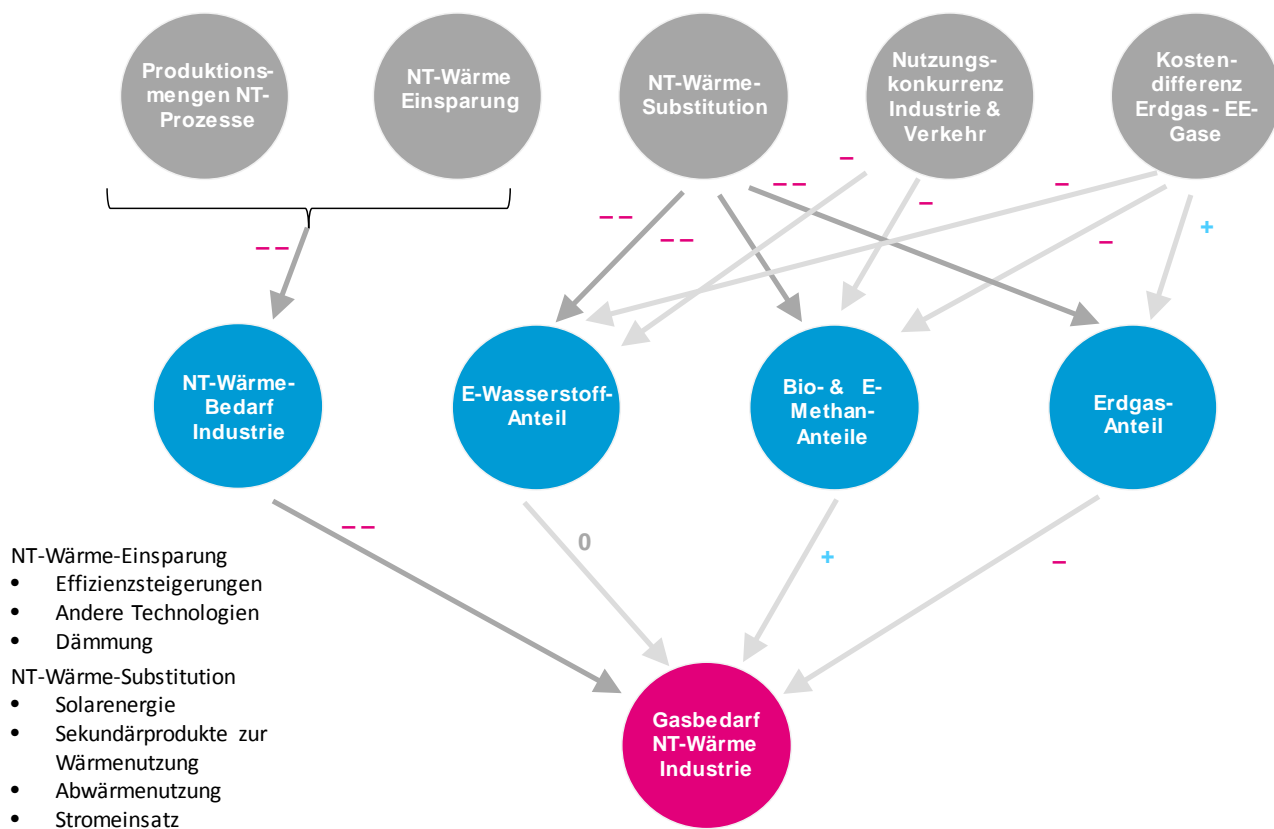 Produktions-
mengen NT-
Prozesse
NT-Wärme
Einsparung
NT-Wärme-
Substitution
Nutzungs-
konkurrenz
Industrie &
Verkehr
Kosten-
differenz
Erdgas - EE-
Gase
–
– –
–
–
– –
– –
– –
–
+
NT-Wärme-
Bedarf
Industrie
E-Wasserstoff-
Anteil
Bio- & E-
Methan-
Anteile
Erdgas-
Anteil
– –
0
+
–
NT-Wärme-Einsparung
• Effizienzsteigerungen
• Andere Technologien
• Dämmung
NT-Wärme-Substitution
• Solarenergie
• Sekundärprodukte zur
Wärmenutzung
• Abwärmenutzung
• Stromeinsatz
Gasbedarf
NT-Wärme
Industrie